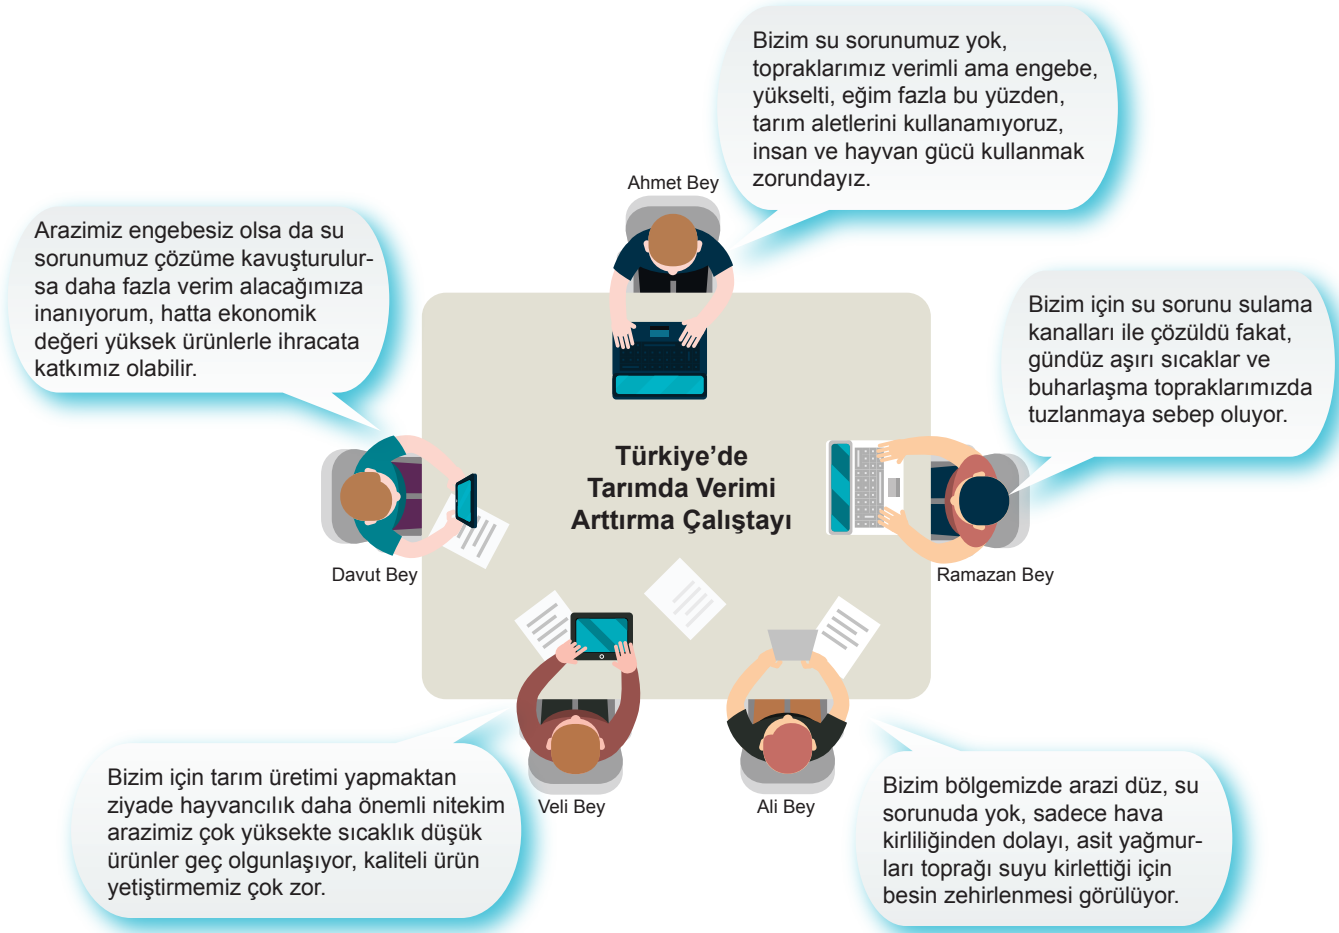 Bizim su sorunumuz yok,
topraklarımız verimli ama engebe,
yükselti, eğim fazla bu yüzden,
tarım aletlerini kullanamıyoruz,
insan ve hayvan gücü kullanmak
zorundayız.
Ahmet Bey
Arazimiz engebesiz olsa da su
sorunumuz çözüme kavuşturulur-
sa daha fazla verim alacağımıza
inanıyorum, hatta ekonomik
değeri yüksek ürünlerle ihracata
katkımız olabilir.
Bizim için su sorunu sulama
kanalları ile çözüldü fakat,
gündüz aşırı sıcaklar ve
buharlaşma topraklarımızda
tuzlanmaya sebep oluyor.
Türkiye’de
Tarımda Verimi
Arttırma Çalıştayı
Davut Bey
Ramazan Bey
Bizim için tarım üretimi yapmaktan
ziyade hayvancılık daha önemli nitekim
arazimiz çok yüksekte sıcaklık düşük
ürünler geç olgunlaşıyor, kaliteli ürün
yetiştirmemiz çok zor.
Veli Bey
Ali Bey
Bizim bölgemizde arazi düz, su
sorunuda yok, sadece hava
kirliliğinden dolayı, asit yağmur-
ları toprağı suyu kirlettiği için
besin zehirlenmesi görülüyor.